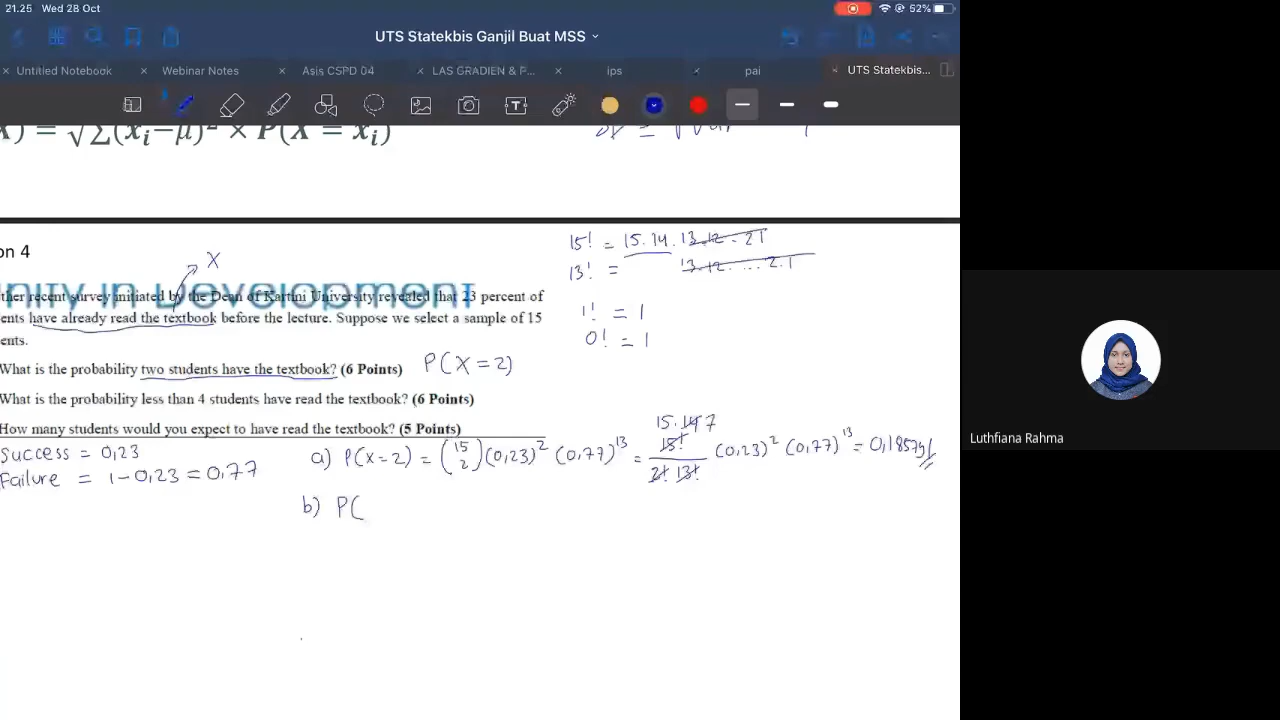 21.25 Wed 28 Oct
52%
UTS Statekbis Ganjil Buat MSS
Untitled Notebook
Webinar Notes
Asis CSPD 04
LAS GRADIEN & P...
ips
pai
UTS Statekbis...
X) = √∑(xᵢ−μ)² × P(X = xᵢ)
on 4
15! = 15.14.13.12...21
13! = 13.12....2.1
X
unity in Development
ther recent survey initiated by the Dean of Kartini University revealed that 23 percent of
ents have already read the textbook before the lecture. Suppose we select a sample of 15
ents.
1! = 1
0! = 1
What is the probability two students have the textbook? (6 Points) P(X=2)
What is the probability less than 4 students have read the textbook? (6 Points)
How many students would you expect to have read the textbook? (5 Points)
Success = 0,23
Failure = 1-0,23 = 0,77
15.14 7
a) P(X=2) = (15 2)(0,23)² (0,77)¹³ = 15! / 2! 13! (0,23)² (0,77)¹³ = 0,1857
b) P(
Luthfiana Rahma